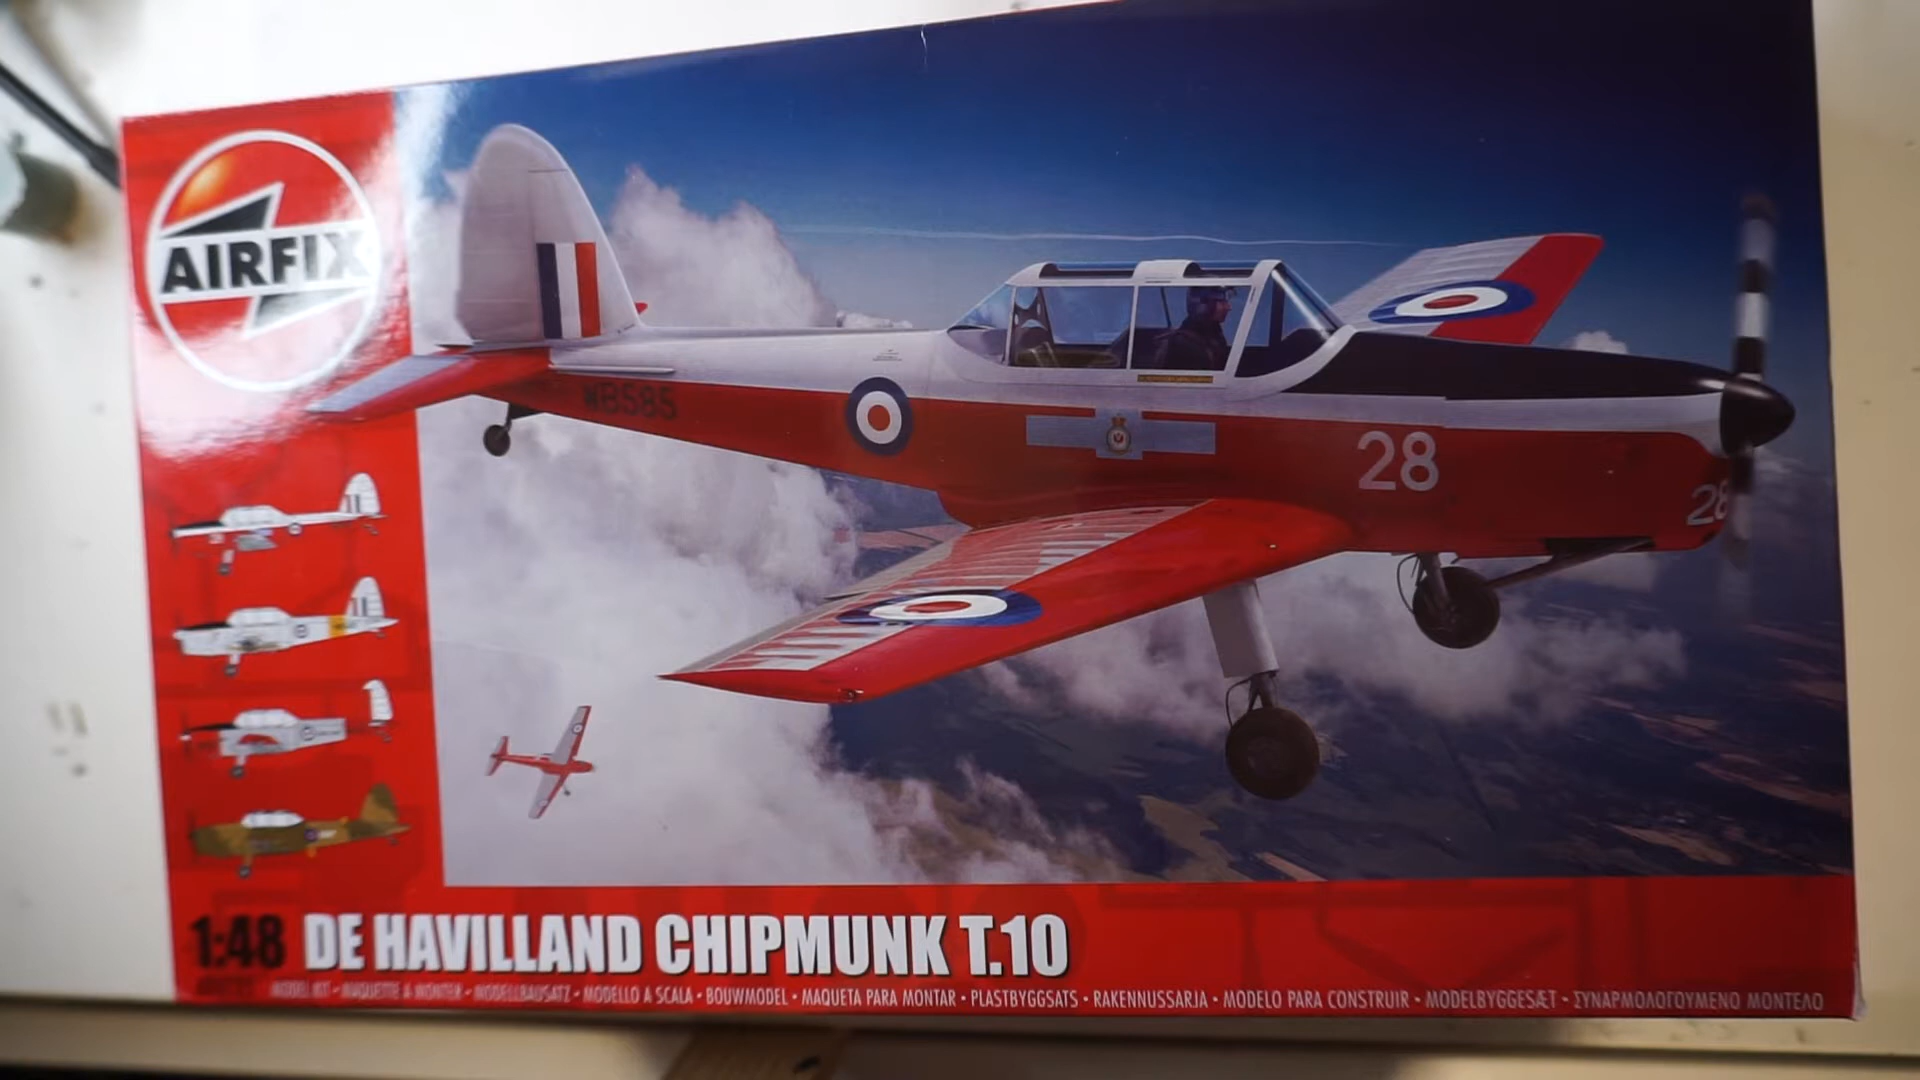 AIRFIX
WB585
28
28
1:48 DE HAVILLAND CHIPMUNK T.10
MODEL KIT • MAQUETTE A MONTER • MODELLBAUSATZ • MODELLO A SCALA • BOUWMODEL • MAQUETA PARA MONTAR • PLASTBYGGSATS • RAKENNUSSARJA • MODELO PARA CONSTRUIR • MODELBYGGESÆT • ΣΥΝΑΡΜΟΛΟΓΟΥΜΕΝΟ ΜΟΝΤΕΛΟ